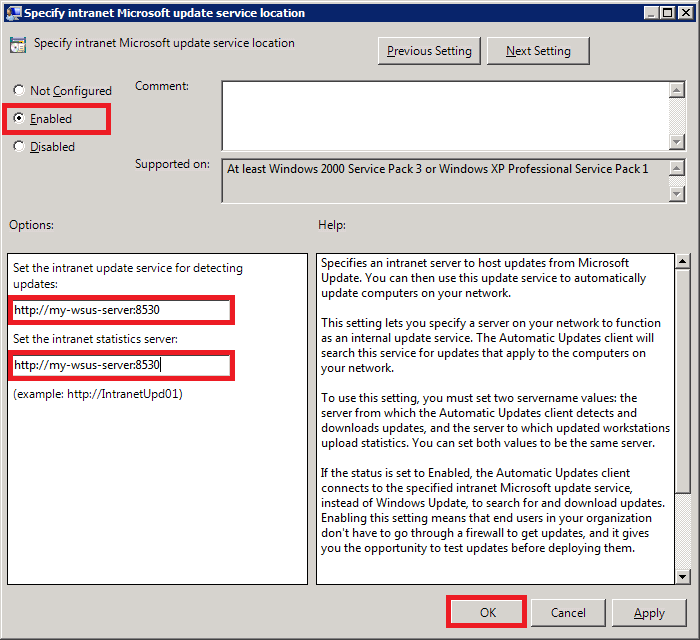 Specify intranet Microsoft update service location
Specify intranet Microsoft update service location
Previous Setting
Next Setting
Not Configured
Comment:
Enabled
Disabled
Supported on:
At least Windows 2000 Service Pack 3 or Windows XP Professional Service Pack 1
Options:
Help:
Set the intranet update service for detecting
updates:
http://my-wsus-server:8530
Set the intranet statistics server:
http://my-wsus-server:8530
(example: http://IntranetUpd01)
Specifies an intranet server to host updates from Microsoft
Update. You can then use this update service to automatically
update computers on your network.
This setting lets you specify a server on your network to function
as an internal update service. The Automatic Updates client will
search this service for updates that apply to the computers on
your network.
To use this setting, you must set two servername values: the
server from which the Automatic Updates client detects and
downloads updates, and the server to which updated workstations
upload statistics. You can set both values to be the same server.
If the status is set to Enabled, the Automatic Updates client
connects to the specified intranet Microsoft update service,
instead of Windows Update, to search for and download updates.
Enabling this setting means that end users in your organization
don't have to go through a firewall to get updates, and it gives
you the opportunity to test updates before deploying them.
OK
Cancel
Apply